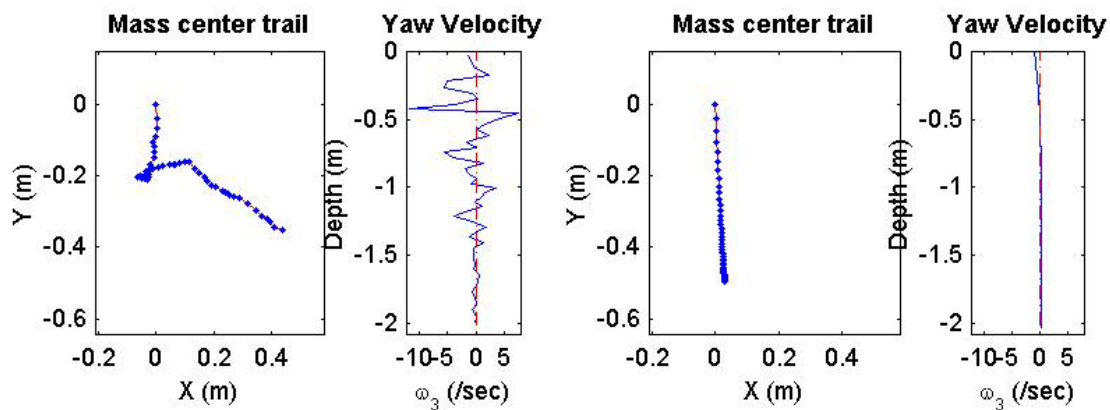 Mass center trail
Yaw Velocity
Mass center trail
Yaw Velocity
0
-0.2
-0.4
-0.6
Y (m)
-0.2 0 0.2 0.4
X (m)
0
-0.5
-1
-1.5
-2
Depth (m)
-10 -5 0 5
ω3 (/sec)
0
-0.2
-0.4
-0.6
Y (m)
-0.2 0 0.2 0.4
X (m)
0
-0.5
-1
-1.5
-2
Depth (m)
-10 -5 0 5
ω3 (/sec)